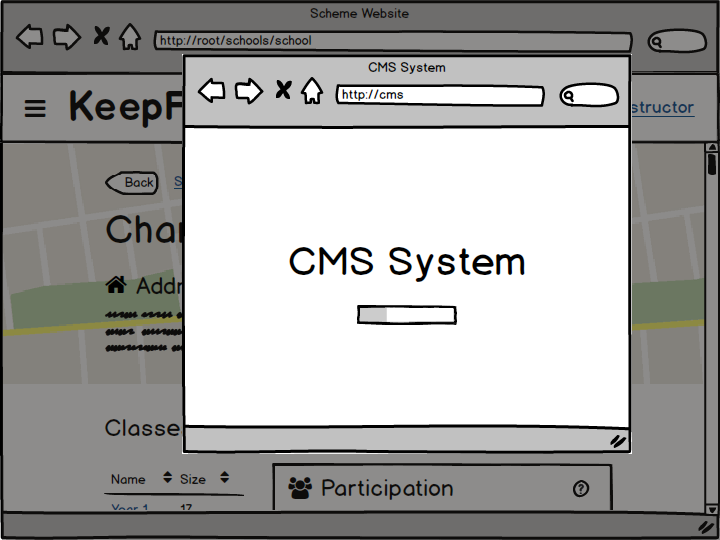 Scheme Website
http://root/schools/school
CMS System
http://cms
KeepF
structor
Back
S
Char
CMS System
Addr
Classe
Name Size
Participation
?
Year 1 17